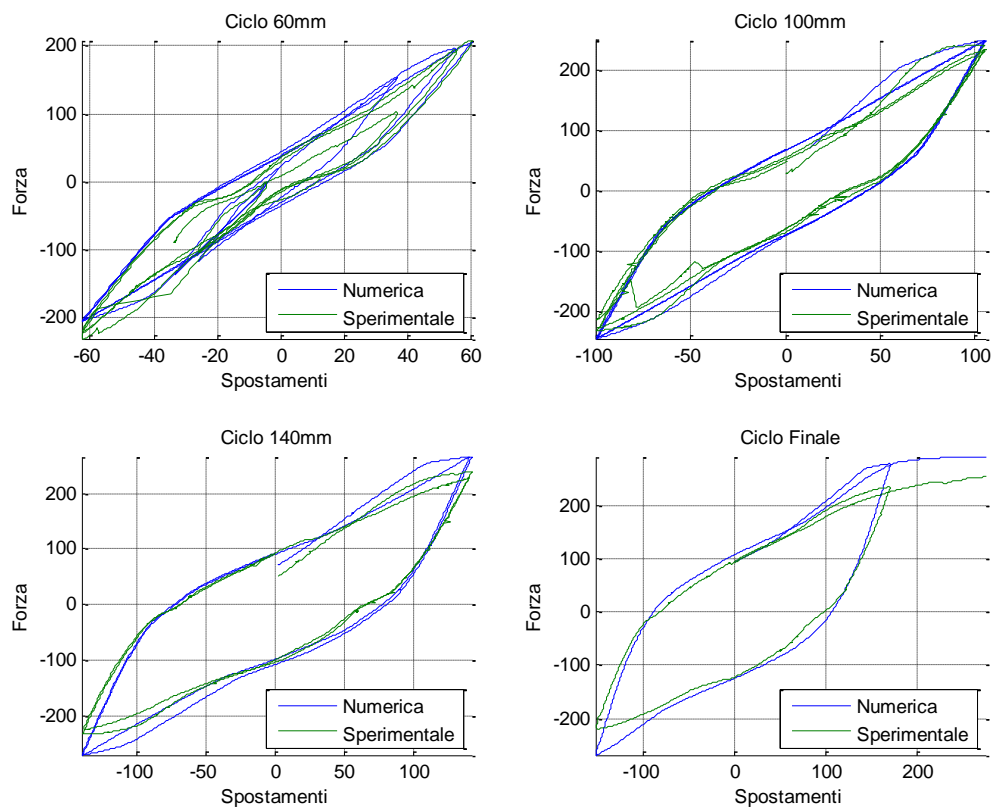 Ciclo 60mm
200
100
0
-100
-200
-60
-40
-20
0
20
40
60
Forza
Spostamenti
Numerica
Sperimentale
Ciclo 100mm
200
100
0
-100
-200
-100
-50
0
50
100
Forza
Spostamenti
Numerica
Sperimentale
Ciclo 140mm
200
100
0
-100
-200
-100
-50
0
50
100
Forza
Spostamenti
Numerica
Sperimentale
Ciclo Finale
200
100
0
-100
-200
-100
0
100
200
Forza
Spostamenti
Numerica
Sperimentale